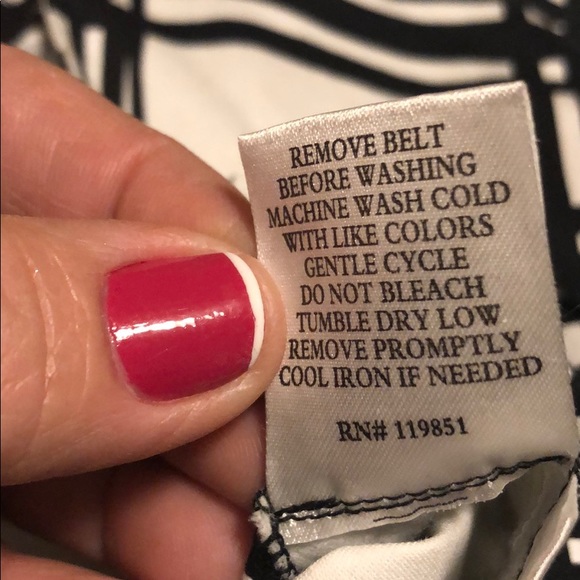 REMOVE BELT
BEFORE WASHING
MACHINE WASH COLD
WITH LIKE COLORS
GENTLE CYCLE
DO NOT BLEACH
TUMBLE DRY LOW
REMOVE PROMPTLY
COOL IRON IF NEEDED
RN# 119851